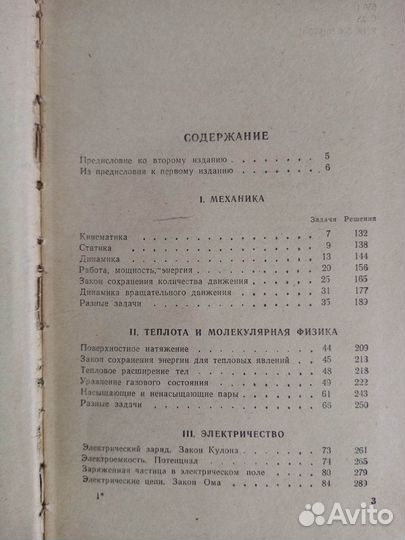 СОДЕРЖАНИЕ
Предисловие ко второму изданию . . . . . . . 5
Из предисловия к первому изданию . . . . . . . 6
I. МЕХАНИКА
Задачи Решения
Кинематика . . . . . . . . . 7 132
Статика . . . . . . . . . 9 138
Динамика . . . . . . . . . 13 144
Работа, мощность, энергия . . . . . . 20 156
Закон сохранения количества движения . . . . 25 165
Динамика вращательного движения . . . . 31 177
Разные задачи . . . . . . . . 35 189
II. ТЕПЛОТА И МОЛЕКУЛЯРНАЯ ФИЗИКА
Поверхностное натяжение . . . . . . 44 209
Закон сохранения энергии для тепловых явлений . . 45 213
Тепловое расширение тел . . . . . . 48 218
Уравнение газового состояния . . . . . 49 222
Насыщающие и ненасыщающие пары . . . . 61 243
Разные задачи . . . . . . . . 66 250
III. ЭЛЕКТРИЧЕСТВО
Электрический заряд. Закон Кулона . . . . 73 261
Электроемкость. Потенциал . . . . . 74 265
Заряженная частица в электрическом поле . . . 80 279
Электрические цепи. Закон Ома . . . . . 84 289
1* 3
Avito